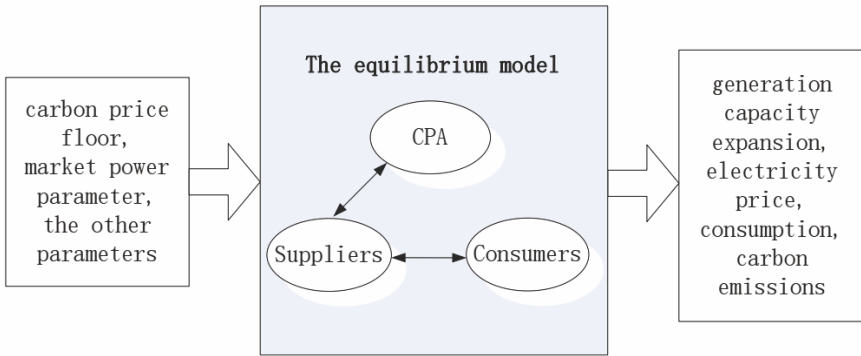 carbon price
floor,
market power
parameter,
the other
parameters
The equilibrium model
CPA
Suppliers
Consumers
generation
capacity
expansion,
electricity
price,
consumption,
carbon
emissions